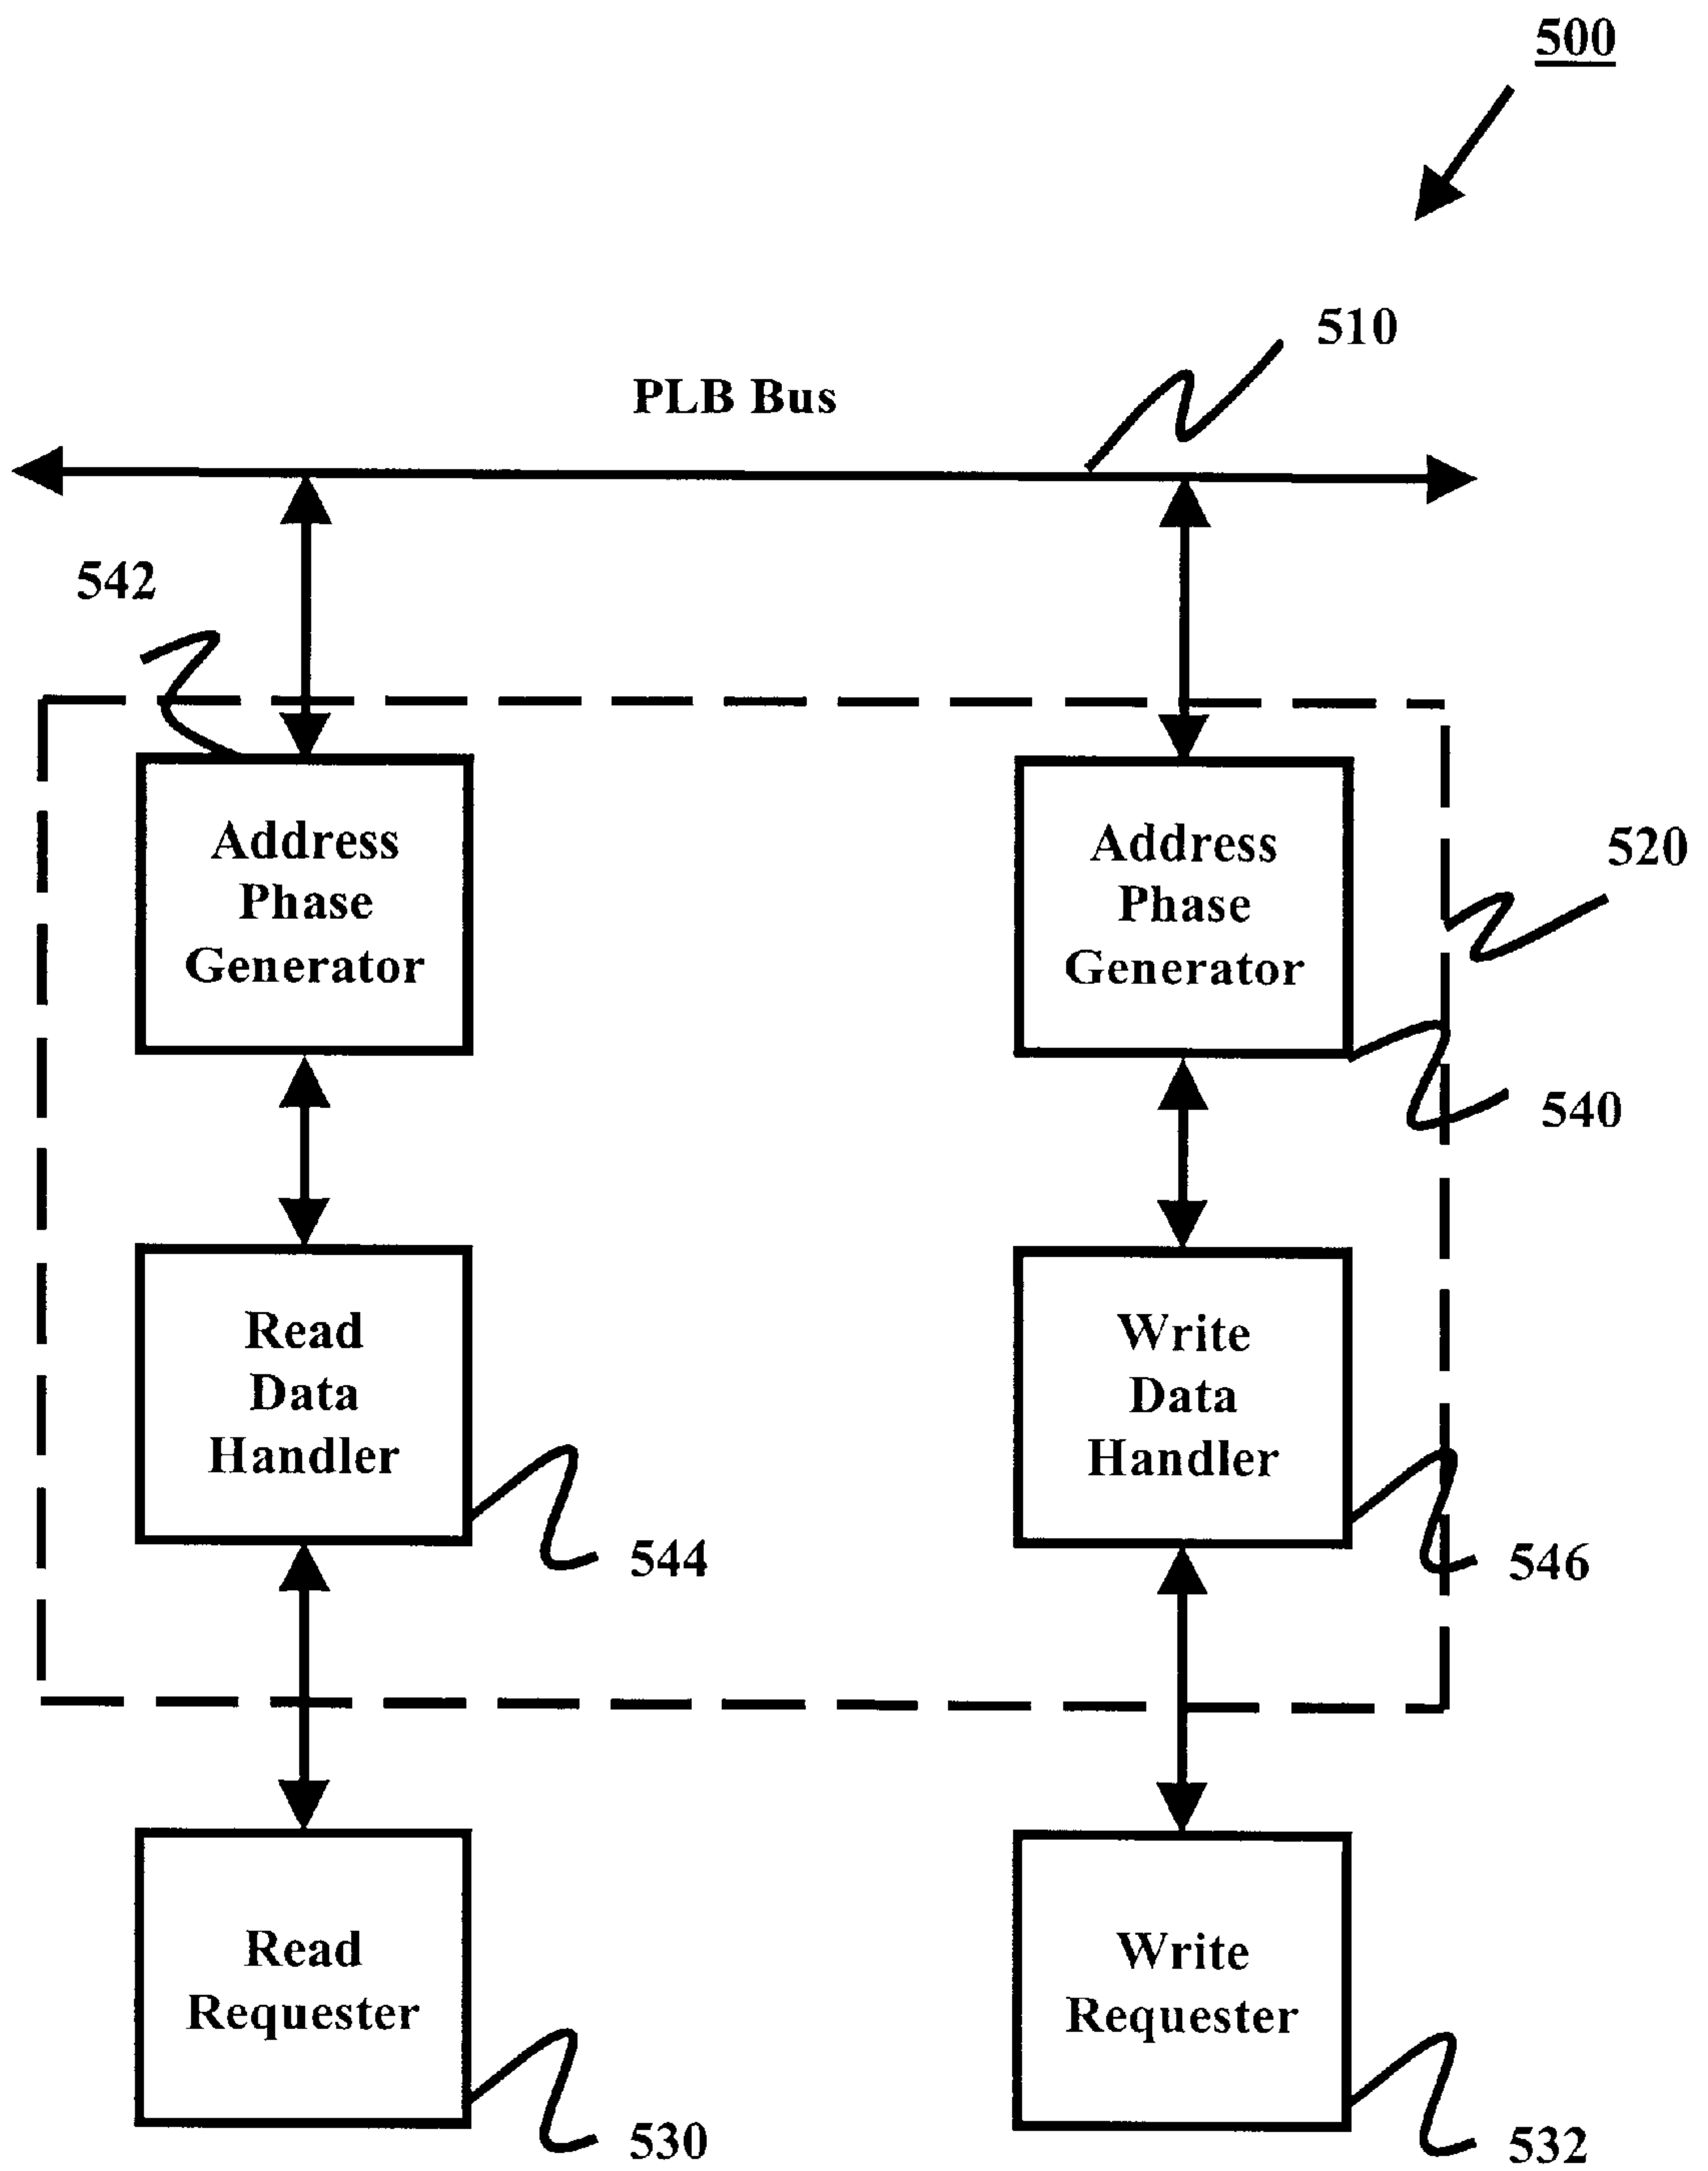 500
510
PLB Bus
542
Address
Phase
Generator
Address
Phase
Generator
520
540
Read
Data
Handler
Write
Data
Handler
544
546
Read
Requester
Write
Requester
530
532